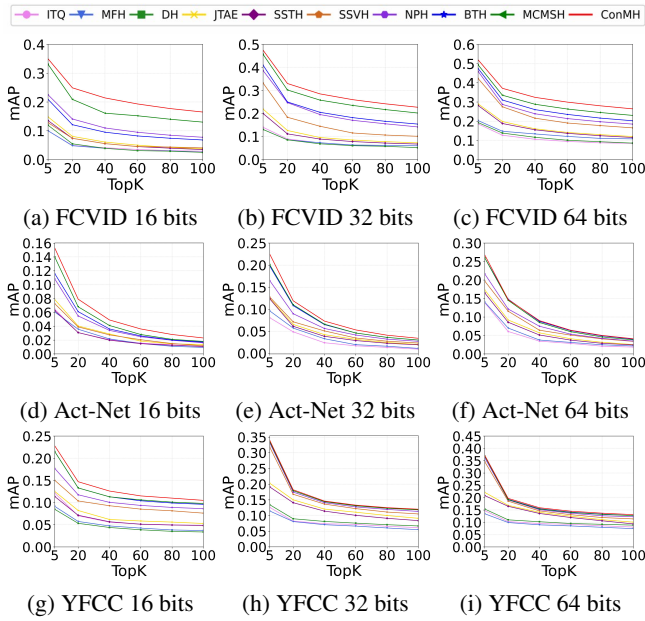 ITQ MFH DH JTAE SSTH SSVH NPH BTH MCMSH ConMH
mAP
0.4
0.3
0.2
0.1
0.0
5 20 40 60 80 100
TopK
(a) FCVID 16 bits
mAP
0.5
0.4
0.3
0.2
0.1
0.0
5 20 40 60 80 100
TopK
(b) FCVID 32 bits
mAP
0.6
0.5
0.4
0.3
0.2
0.1
0.0
5 20 40 60 80 100
TopK
(c) FCVID 64 bits
mAP
0.16
0.14
0.12
0.10
0.08
0.06
0.04
0.02
0.00
5 20 40 60 80 100
TopK
(d) Act-Net 16 bits
mAP
0.25
0.20
0.15
0.10
0.05
0.00
5 20 40 60 80 100
TopK
(e) Act-Net 32 bits
mAP
0.30
0.25
0.20
0.15
0.10
0.05
0.00
5 20 40 60 80 100
TopK
(f) Act-Net 64 bits
mAP
0.25
0.20
0.15
0.10
0.05
0.00
5 20 40 60 80 100
TopK
(g) YFCC 16 bits
mAP
0.35
0.30
0.25
0.20
0.15
0.10
0.05
0.00
5 20 40 60 80 100
TopK
(h) YFCC 32 bits
mAP
0.45
0.40
0.35
0.30
0.25
0.20
0.15
0.10
0.05
0.00
5 20 40 60 80 100
TopK
(i) YFCC 64 bits